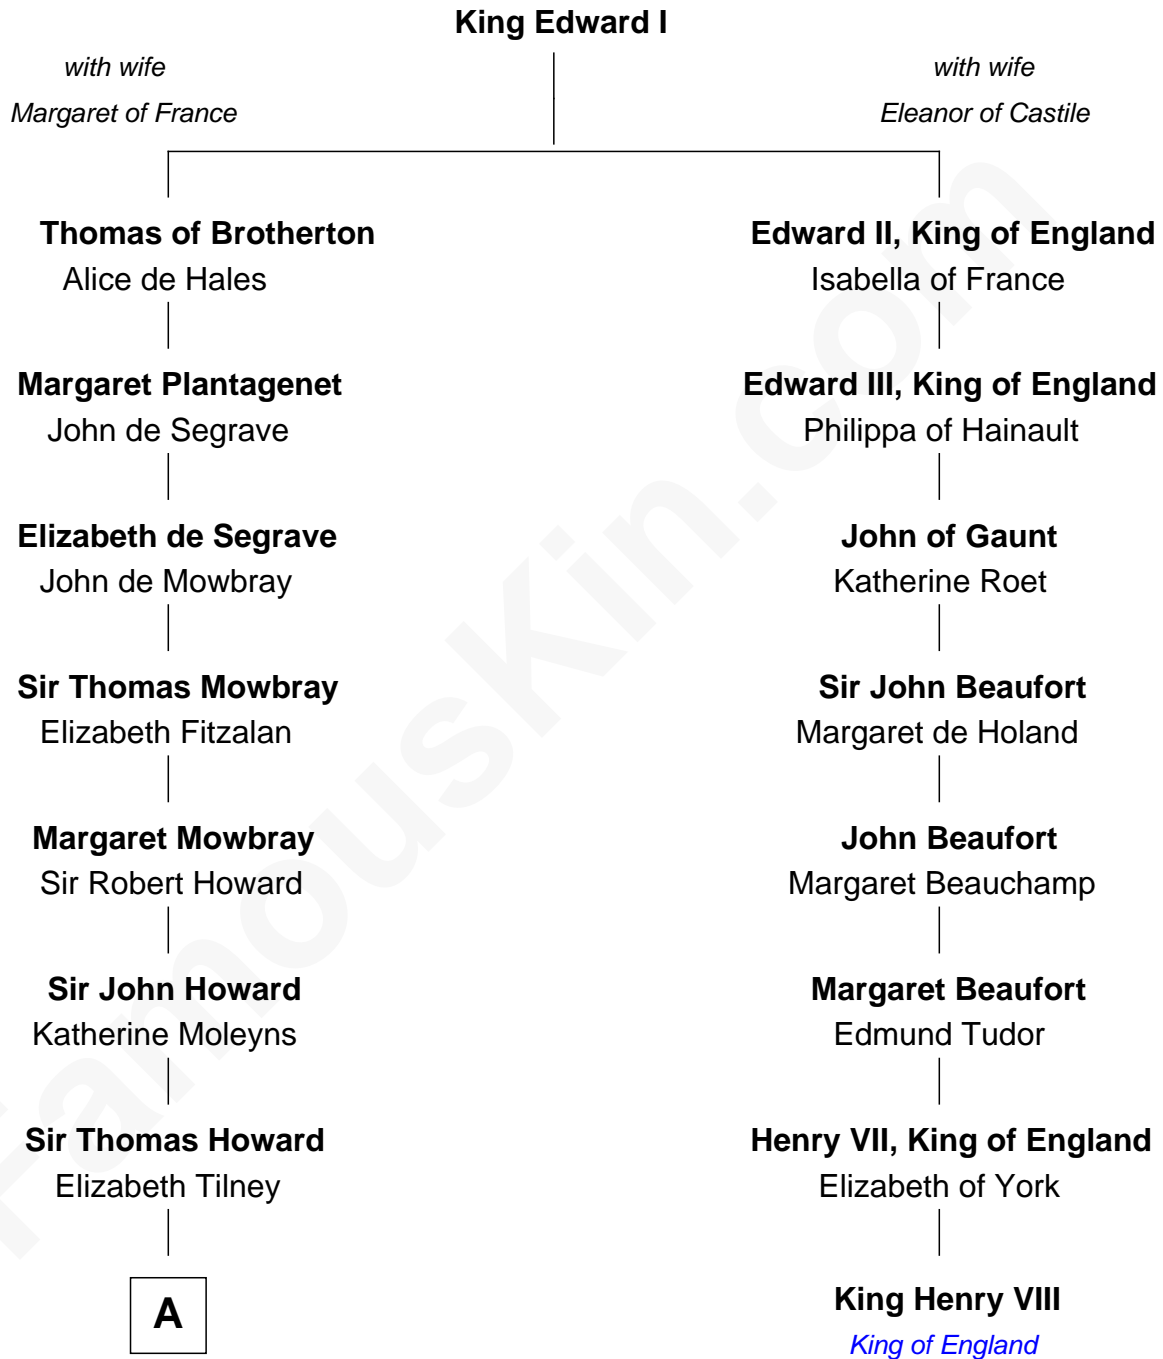 King Edward I
with wife
Margaret of France
with wife
Eleanor of Castile
Thomas of Brotherton
Alice de Hales
Edward II, King of England
Isabella of France
Margaret Plantagenet
John de Segrave
Edward III, King of England
Philippa of Hainault
Elizabeth de Segrave
John de Mowbray
John of Gaunt
Katherine Roet
Sir Thomas Mowbray
Elizabeth Fitzalan
Sir John Beaufort
Margaret de Holand
Margaret Mowbray
Sir Robert Howard
John Beaufort
Margaret Beauchamp
Sir John Howard
Katherine Moleyns
Margaret Beaufort
Edmund Tudor
Sir Thomas Howard
Elizabeth Tilney
Henry VII, King of England
Elizabeth of York
A
King Henry VIII
King of England
FamousKin.com